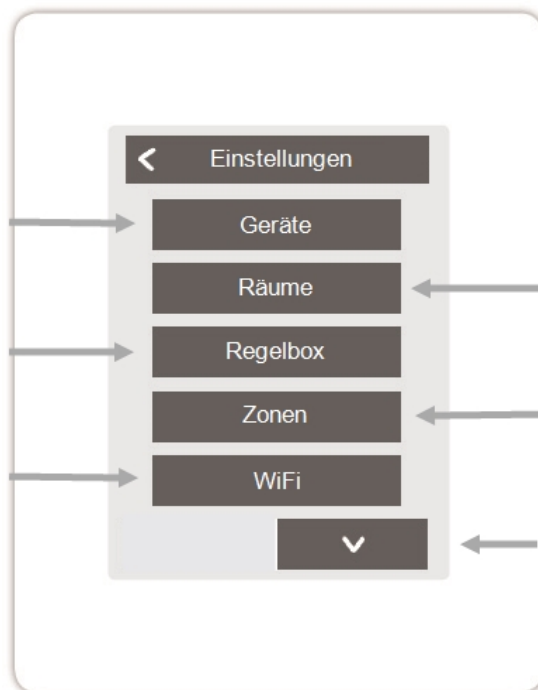 Einstellungen
Geräte
Räume
Regelbox
Zonen
WiFi